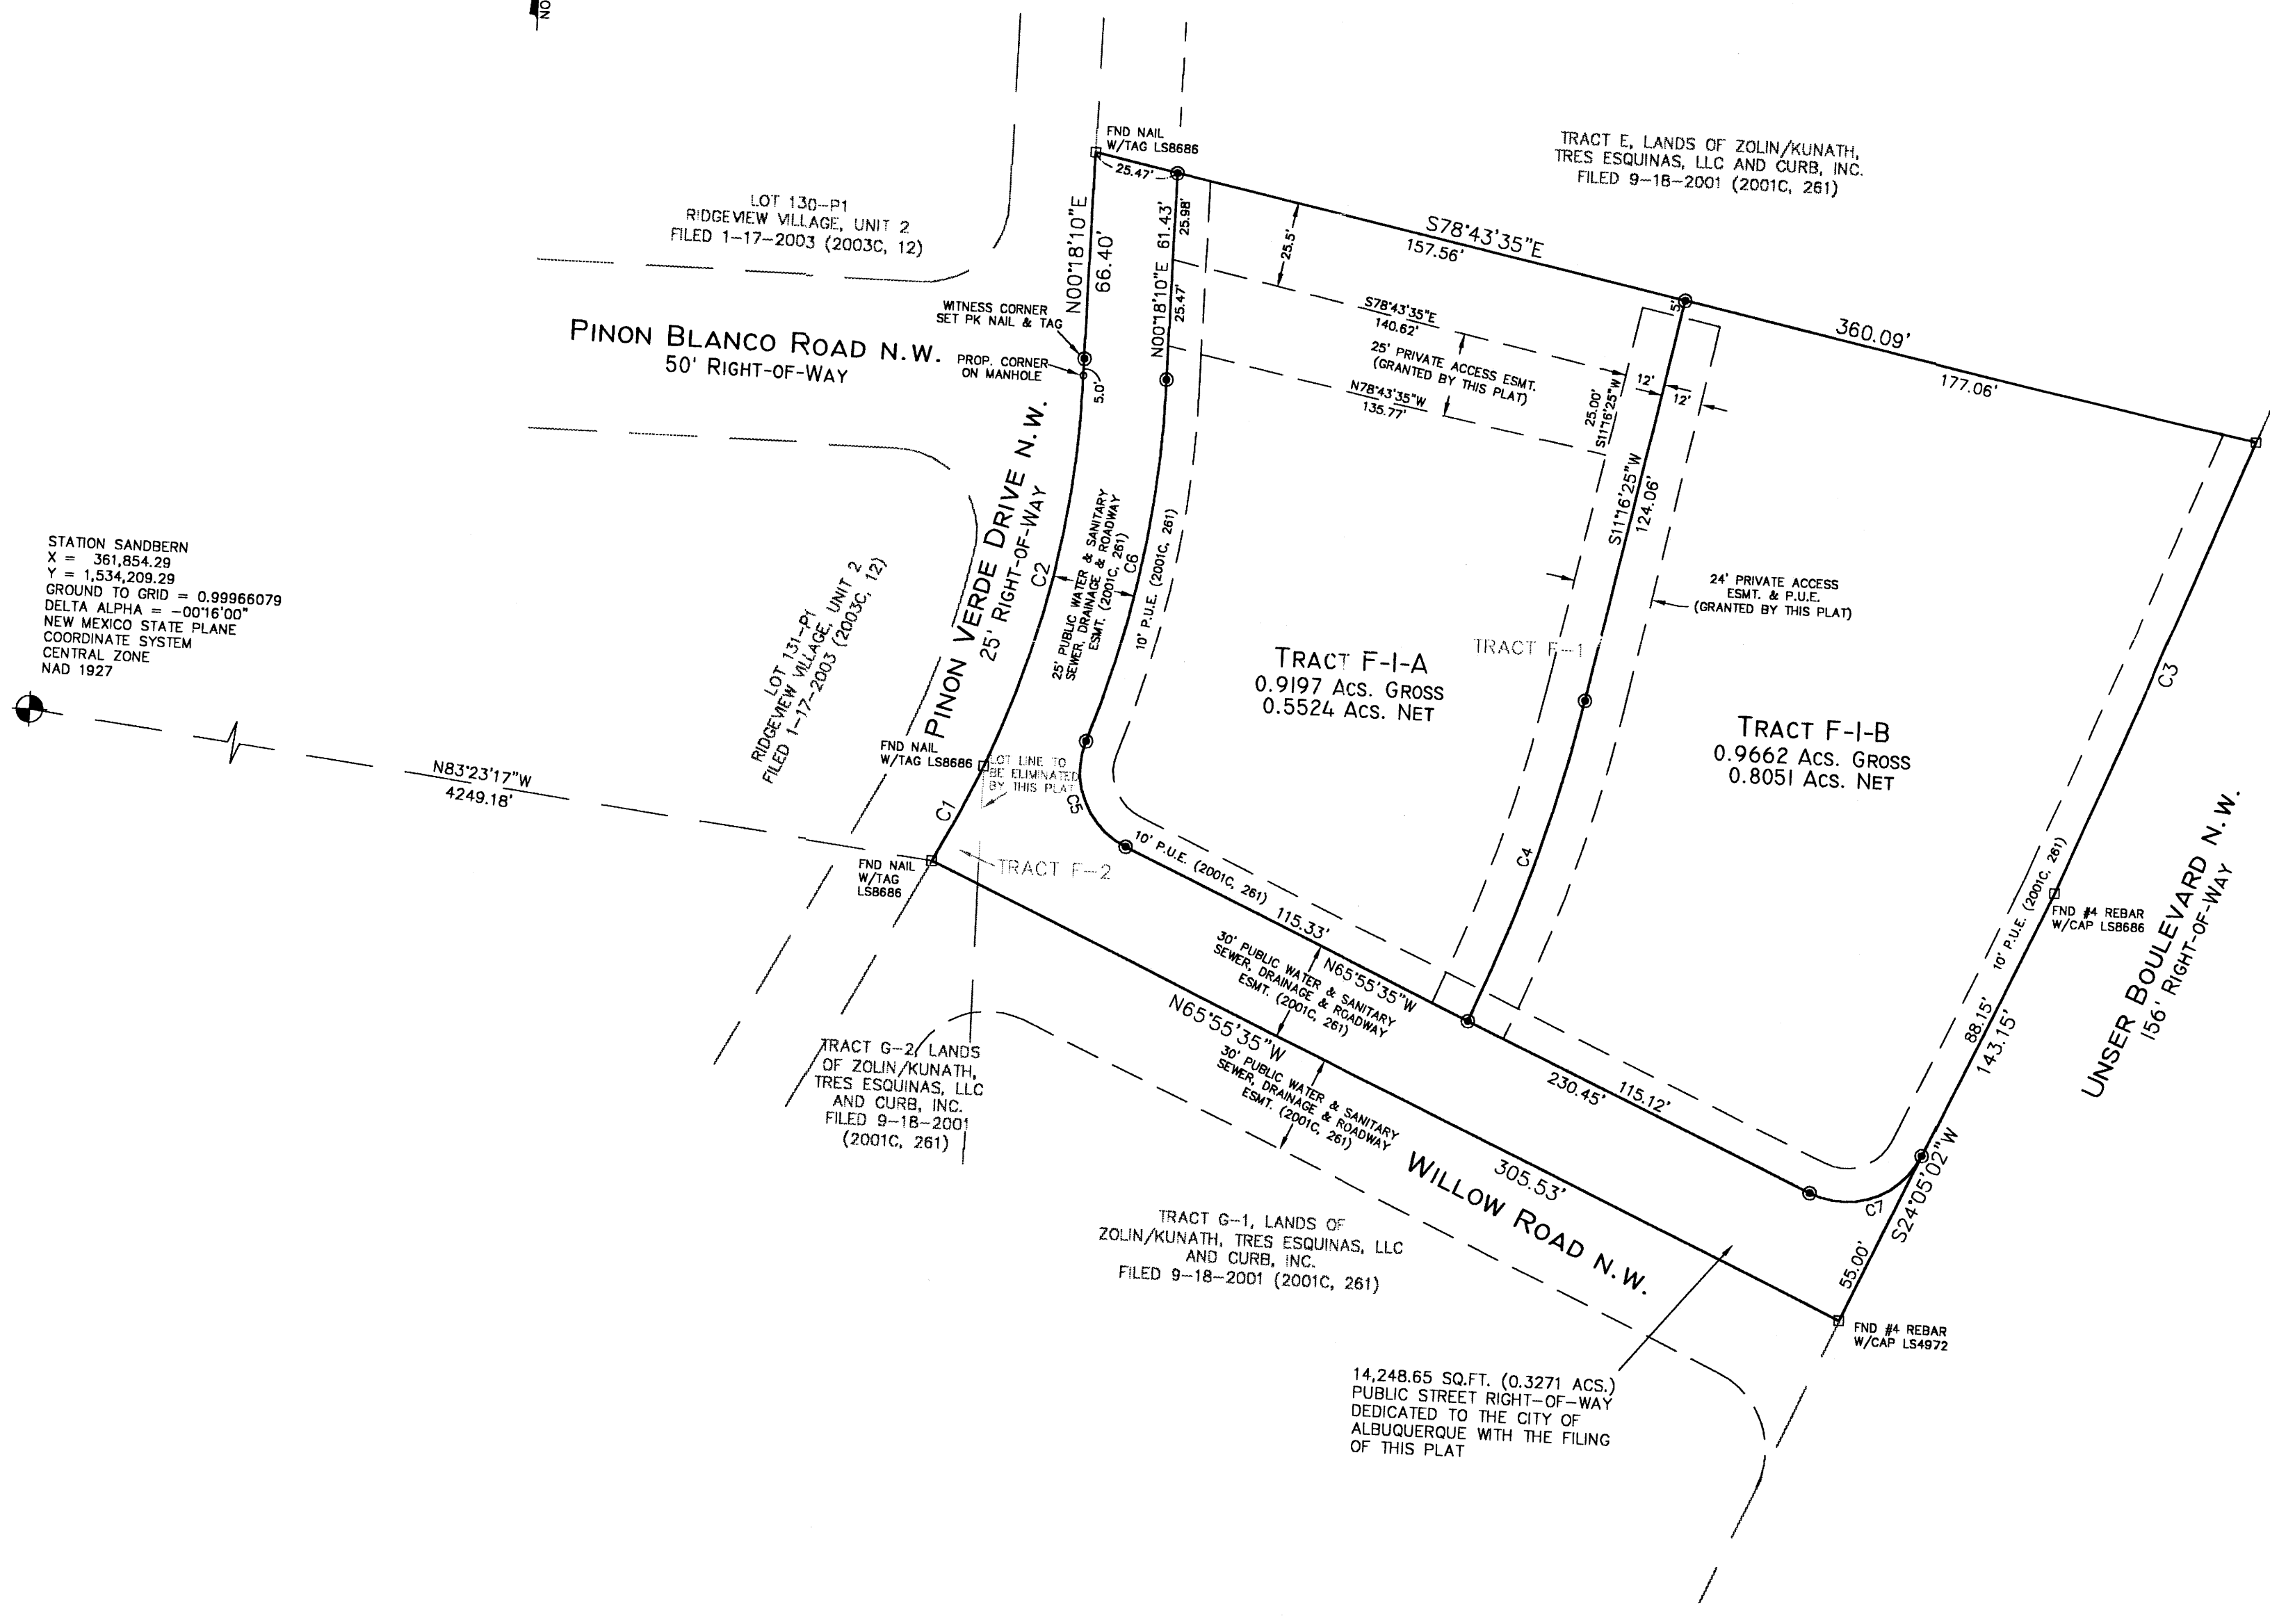 NO
FND NAIL
W/TAG LS8686
25.47'
TRACT E, LANDS OF ZOLIN/KUNATH,
TRES ESQUINAS, LLC AND CURB, INC.
FILED 9-18-2001 (2001C, 261)
LOT 130-P1
RIDGEVIEW VILLAGE, UNIT 2
FILED 1-17-2003 (2003C, 12)
N00°18'10"E
66.40'
N00°18'10"E 61.43'
25.98'
25.47'
25.5'
S78°43'35"E
157.56'
360.09'
177.06'
WITNESS CORNER
SET PK NAIL & TAG
PINON BLANCO ROAD N.W.
50' RIGHT-OF-WAY
PROP. CORNER
ON MANHOLE
5.0'
S78°43'35"E
140.62'
25' PRIVATE ACCESS ESMT.
(GRANTED BY THIS PLAT)
N78°43'35"W
135.77'
5'
12'
12'
25.00'
S11°16'25"W
S11°16'25"W
124.06'
PINON VERDE DRIVE N.W.
25' RIGHT-OF-WAY
C2
25' PUBLIC WATER & SANITARY
SEWER, DRAINAGE & ROADWAY
ESMT. (2001C, 261)
C6
10' P.U.E. (2001C, 261)
STATION SANDBERN
X = 361,854.29
Y = 1,534,209.29
GROUND TO GRID = 0.99966079
DELTA ALPHA = -00°16'00"
NEW MEXICO STATE PLANE
COORDINATE SYSTEM
CENTRAL ZONE
NAD 1927
LOT 131-P1
RIDGEVIEW VILLAGE, UNIT 2
FILED 1-17-2003 (2003C, 12)
24' PRIVATE ACCESS
ESMT. & P.U.E.
(GRANTED BY THIS PLAT)
TRACT F-1
TRACT F-1-A
0.9197 ACS. GROSS
0.5524 ACS. NET
TRACT F-1-B
0.9662 ACS. GROSS
0.8051 ACS. NET
C3
N83°23'17"W
4249.18'
FND NAIL
W/TAG LS8686
LOT LINE TO
BE ELIMINATED
BY THIS PLAT
C1
C5
C4
FND NAIL
W/TAG
LS8686
TRACT F-2
10' P.U.E. (2001C, 261)
115.33'
N65°55'35"W
30' PUBLIC WATER & SANITARY
SEWER, DRAINAGE & ROADWAY
ESMT. (2001C, 261)
N65°55'35"W
30' PUBLIC WATER & SANITARY
SEWER, DRAINAGE & ROADWAY
ESMT. (2001C, 261)
10' P.U.E. (2001C, 261)
FND #4 REBAR
W/CAP LS8686
UNSER BOULEVARD N.W.
156' RIGHT-OF-WAY
88.15'
143.15'
230.45'
115.12'
305.53'
WILLOW ROAD N.W.
C7
S24°05'02"W
55.00'
TRACT G-2, LANDS
OF ZOLIN/KUNATH,
TRES ESQUINAS, LLC
AND CURB, INC.
FILED 9-18-2001
(2001C, 261)
TRACT G-1, LANDS OF
ZOLIN/KUNATH, TRES ESQUINAS, LLC
AND CURB, INC.
FILED 9-18-2001 (2001C, 261)
FND #4 REBAR
W/CAP LS4972
14,248.65 SQ.FT. (0.3271 ACS.)
PUBLIC STREET RIGHT-OF-WAY
DEDICATED TO THE CITY OF
ALBUQUERQUE WITH THE FILING
OF THIS PLAT